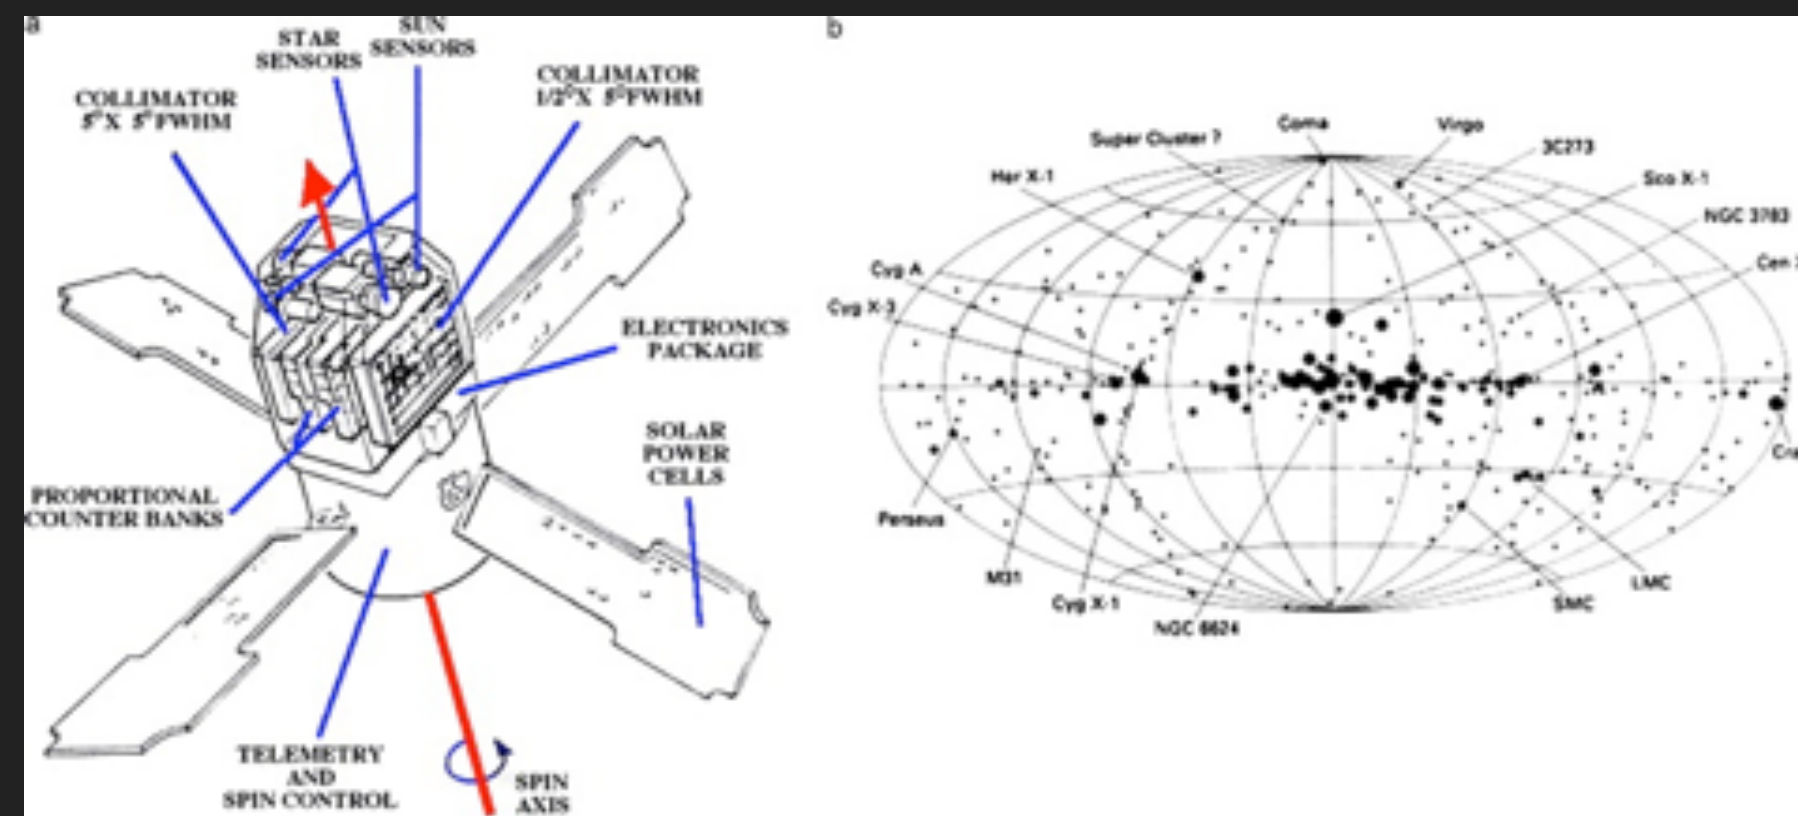 a
STAR
SENSORS
SUN
SENSORS
COLLIMATOR
5°X 5°FWHM
COLLIMATOR
1/2°X 5°FWHM
ELECTRONICS
PACKAGE
SOLAR
POWER
CELLS
PROPORTIONAL
COUNTER BANKS
TELEMETRY
AND
SPIN CONTROL
SPIN
AXIS
b
Super Cluster ?
Coma
Virgo
3C273
Her X-1
Sco X-1
NGC 3783
Cyg A
Cen
Cyg X-3
Perseus
M31
Cyg X-1
NGC 6624
SMC
LMC